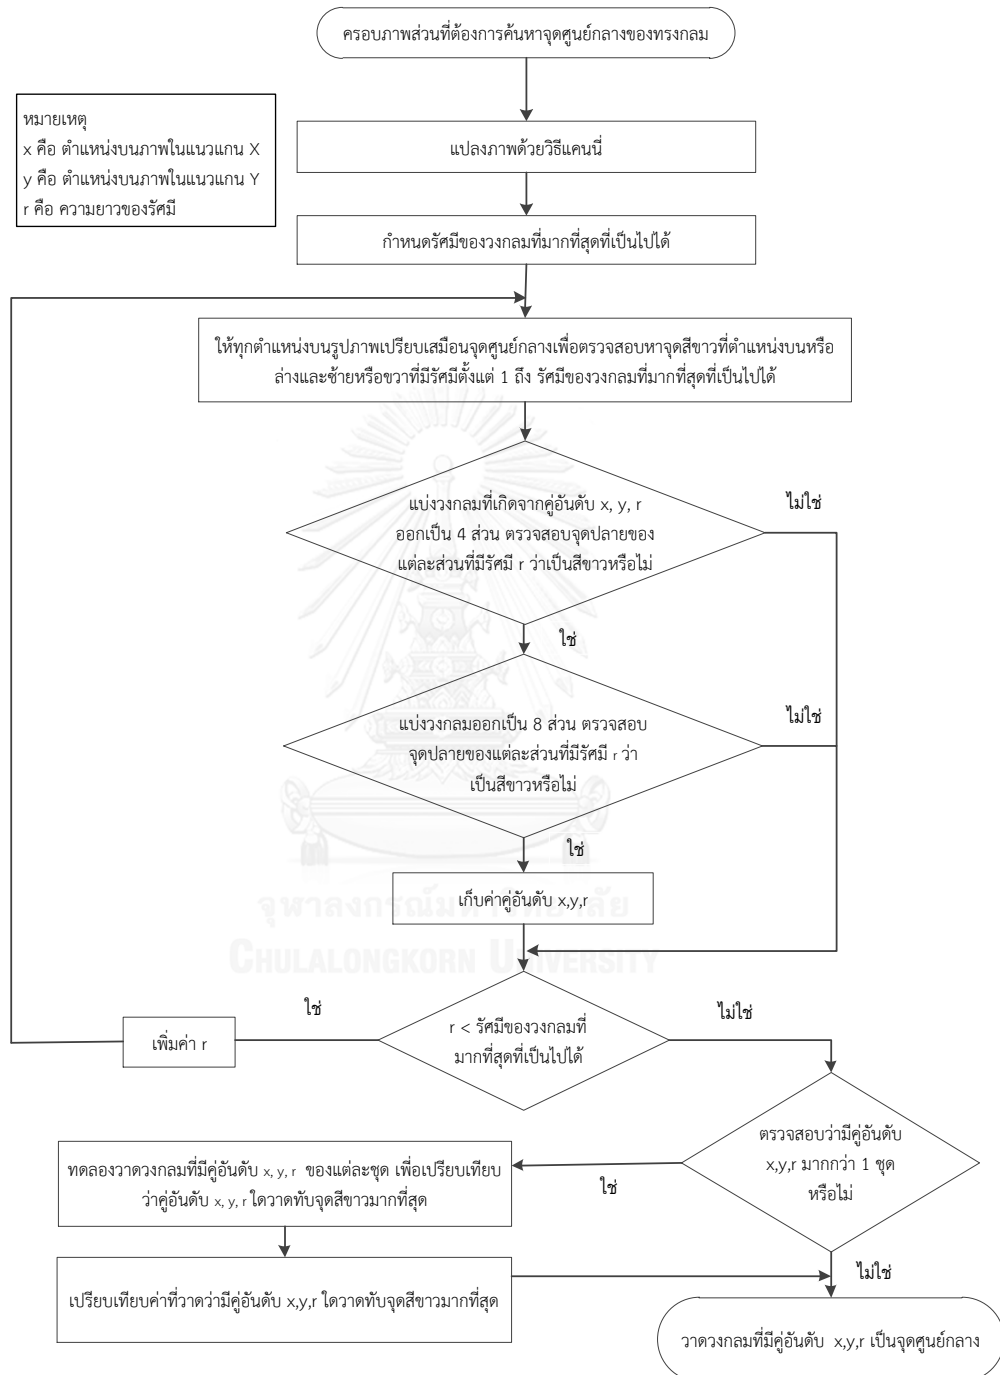 ครอบภาพส่วนที่ต้องการค้นหาจุดศูนย์กลางของทรงกลม
หมายเหตุ
x คือ ตำแหน่งบนภาพในแนวแกน X
y คือ ตำแหน่งบนภาพในแนวแกน Y
r คือ ความยาวของรัศมี
แปลงภาพด้วยวิธีแคนนี่
กำหนดรัศมีของวงกลมที่มากที่สุดที่เป็นไปได้
ให้ทุกตำแหน่งบนรูปภาพเปรียบเสมือนจุดศูนย์กลางเพื่อตรวจสอบหาจุดสีขาวที่ตำแหน่งบนหรือ
ล่างและซ้ายหรือขวาที่มีรัศมีตั้งแต่ 1 ถึง รัศมีของวงกลมที่มากที่สุดที่เป็นไปได้
แบ่งวงกลมที่เกิดจากคู่อันดับ x, y, r
ออกเป็น 4 ส่วน ตรวจสอบจุดปลายของ
แต่ละส่วนที่มีรัศมี r ว่าเป็นสีขาวหรือไม่
ไม่ใช่
ใช่
แบ่งวงกลมออกเป็น 8 ส่วน ตรวจสอบ
จุดปลายของแต่ละส่วนที่มีรัศมี r ว่า
เป็นสีขาวหรือไม่
ไม่ใช่
ใช่
เก็บค่าคู่อันดับ x,y,r
จุฬาลงกรณ์มหาวิทยาลัย
CHULALONGKORN UNIVERSITY
r < รัศมีของวงกลมที่
มากที่สุดที่เป็นไปได้
ใช่
ไม่ใช่
เพิ่มค่า r
ตรวจสอบว่ามีคู่อันดับ
x,y,r มากกว่า 1 ชุด
หรือไม่
ใช่
ไม่ใช่
ทดลองวาดวงกลมที่มีคู่อันดับ x, y, r ของแต่ละชุด เพื่อเปรียบเทียบ
ว่าคู่อันดับ x, y, r ใดวาดทับจุดสีขาวมากที่สุด
เปรียบเทียบค่าที่วาดว่ามีคู่อันดับ x,y,r ใดวาดทับจุดสีขาวมากที่สุด
วาดวงกลมที่มีคู่อันดับ x,y,r เป็นจุดศูนย์กลาง